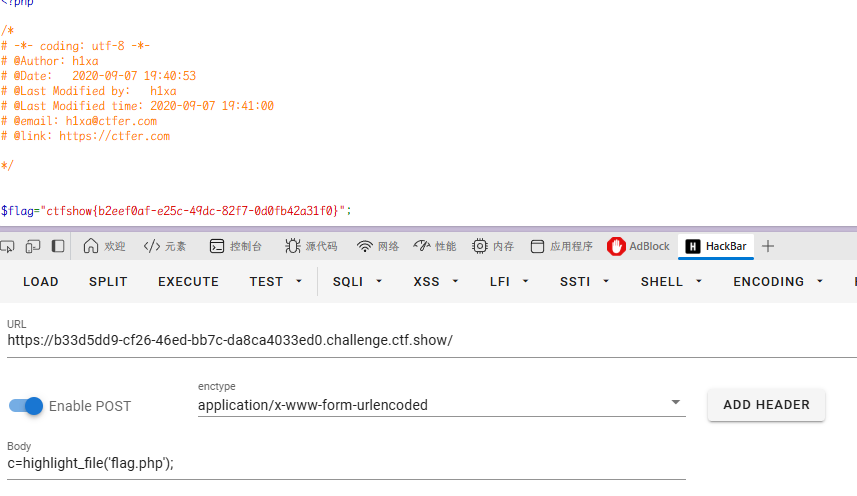 <?php
/*
# -*- coding: utf-8 -*-
# @Author: h1xa
# @Date:   2020-09-07 19:40:53
# @Last Modified by:   h1xa
# @Last Modified time: 2020-09-07 19:41:00
# @email: h1xa@ctfer.com
# @link: https://ctfer.com
*/
$flag="ctfshow{b2eef0af-e25c-49dc-82f7-0d0fb42a31f0}";
欢迎 </> 元素 控制台 源代码 网络 性能 内存 应用程序 AdBlock H HackBar +
LOAD SPLIT EXECUTE TEST SQLI XSS LFI SSTI SHELL ENCODING
URL
https://b33d5dd9-cf26-46ed-bb7c-da8ca4033ed0.challenge.ctf.show/
Enable POST
enctype
application/x-www-form-urlencoded
ADD HEADER
Body
c=highlight_file('flag.php');